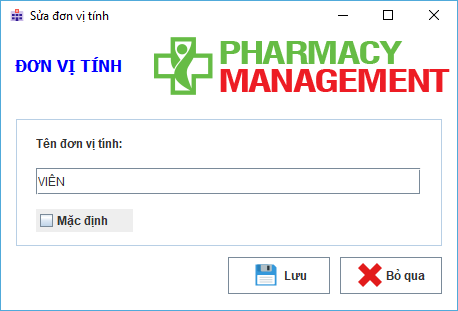 Sửa đơn vị tính
ĐƠN VỊ TÍNH
PHARMACY
MANAGEMENT
Tên đơn vị tính:
VIÊN
Mặc định
Lưu
Bỏ qua